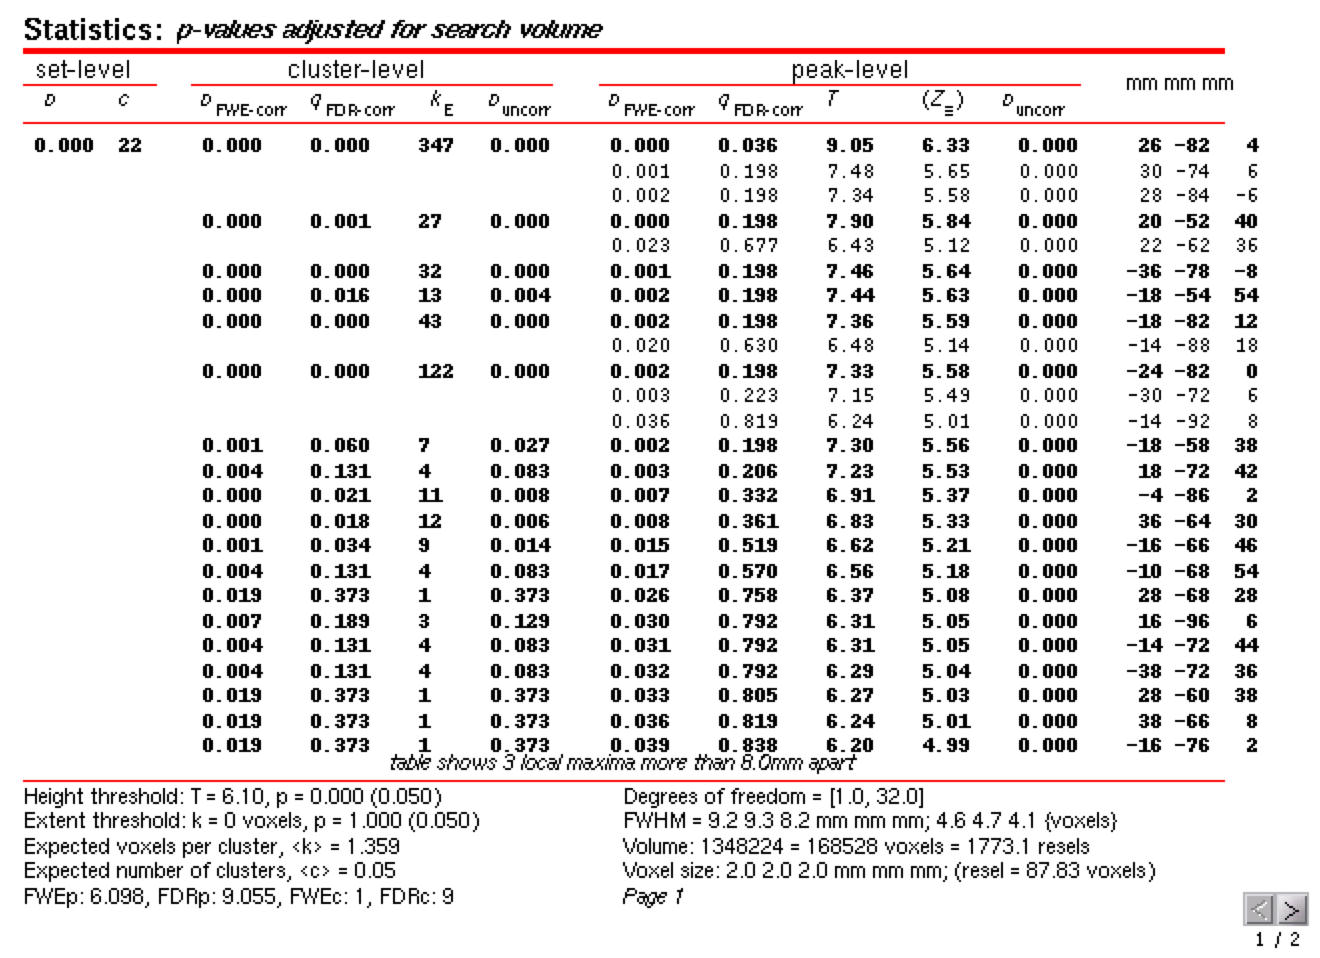 Statistics: p-values adjusted for search volume
set-level cluster-level peak-level mm mm mm
p c p FWE-corr q FDR-corr k E p uncorr p FWE-corr q FDR-corr T (Z≡) p uncorr
0.000 22 0.000 0.000 347 0.000 0.000 0.036 9.05 6.33 0.000 26 -82 4
0.001 0.198 7.48 5.65 0.000 30 -74 6
0.002 0.198 7.34 5.58 0.000 28 -84 -6
0.000 0.001 27 0.000 0.000 0.198 7.90 5.84 0.000 20 -52 40
0.023 0.677 6.43 5.12 0.000 22 -62 36
0.000 0.000 32 0.000 0.001 0.198 7.46 5.64 0.000 -36 -78 -8
0.000 0.016 13 0.004 0.002 0.198 7.44 5.63 0.000 -18 -54 54
0.000 0.000 43 0.000 0.002 0.198 7.36 5.59 0.000 -18 -82 12
0.020 0.630 6.48 5.14 0.000 -14 -88 18
0.000 0.000 122 0.000 0.002 0.198 7.33 5.58 0.000 -24 -82 0
0.003 0.223 7.15 5.49 0.000 -30 -72 6
0.036 0.819 6.24 5.01 0.000 -14 -92 8
0.001 0.060 7 0.027 0.002 0.198 7.30 5.56 0.000 -18 -58 38
0.004 0.131 4 0.083 0.003 0.206 7.23 5.53 0.000 18 -72 42
0.000 0.021 11 0.008 0.007 0.332 6.91 5.37 0.000 -4 -86 2
0.000 0.018 12 0.006 0.008 0.361 6.83 5.33 0.000 36 -64 30
0.001 0.034 9 0.014 0.015 0.519 6.62 5.21 0.000 -16 -66 46
0.004 0.131 4 0.083 0.017 0.570 6.56 5.18 0.000 -10 -68 54
0.019 0.373 1 0.373 0.026 0.758 6.37 5.08 0.000 28 -68 28
0.007 0.189 3 0.129 0.030 0.792 6.31 5.05 0.000 16 -96 6
0.004 0.131 4 0.083 0.031 0.792 6.31 5.05 0.000 -14 -72 44
0.004 0.131 4 0.083 0.032 0.792 6.29 5.04 0.000 -38 -72 36
0.019 0.373 1 0.373 0.033 0.805 6.27 5.03 0.000 28 -60 38
0.019 0.373 1 0.373 0.036 0.819 6.24 5.01 0.000 38 -66 8
0.019 0.373 1 0.373 0.039 0.838 6.20 4.99 0.000 -16 -76 2
table shows 3 local maxima more than 8.0mm apart
Height threshold: T = 6.10, p = 0.000 (0.050)
Extent threshold: k = 0 voxels, p = 1.000 (0.050)
Expected voxels per cluster, <k> = 1.359
Expected number of clusters, <c> = 0.05
FWEp: 6.098, FDRp: 9.055, FWEc: 1, FDRc: 9
Degrees of freedom = [1.0, 32.0]
FWHM = 9.2 9.3 8.2 mm mm mm; 4.6 4.7 4.1 {voxels}
Volume: 1348224 = 168528 voxels = 1773.1 resels
Voxel size: 2.0 2.0 2.0 mm mm mm; (resel = 87.83 voxels)
Page 1
< >
1 / 2